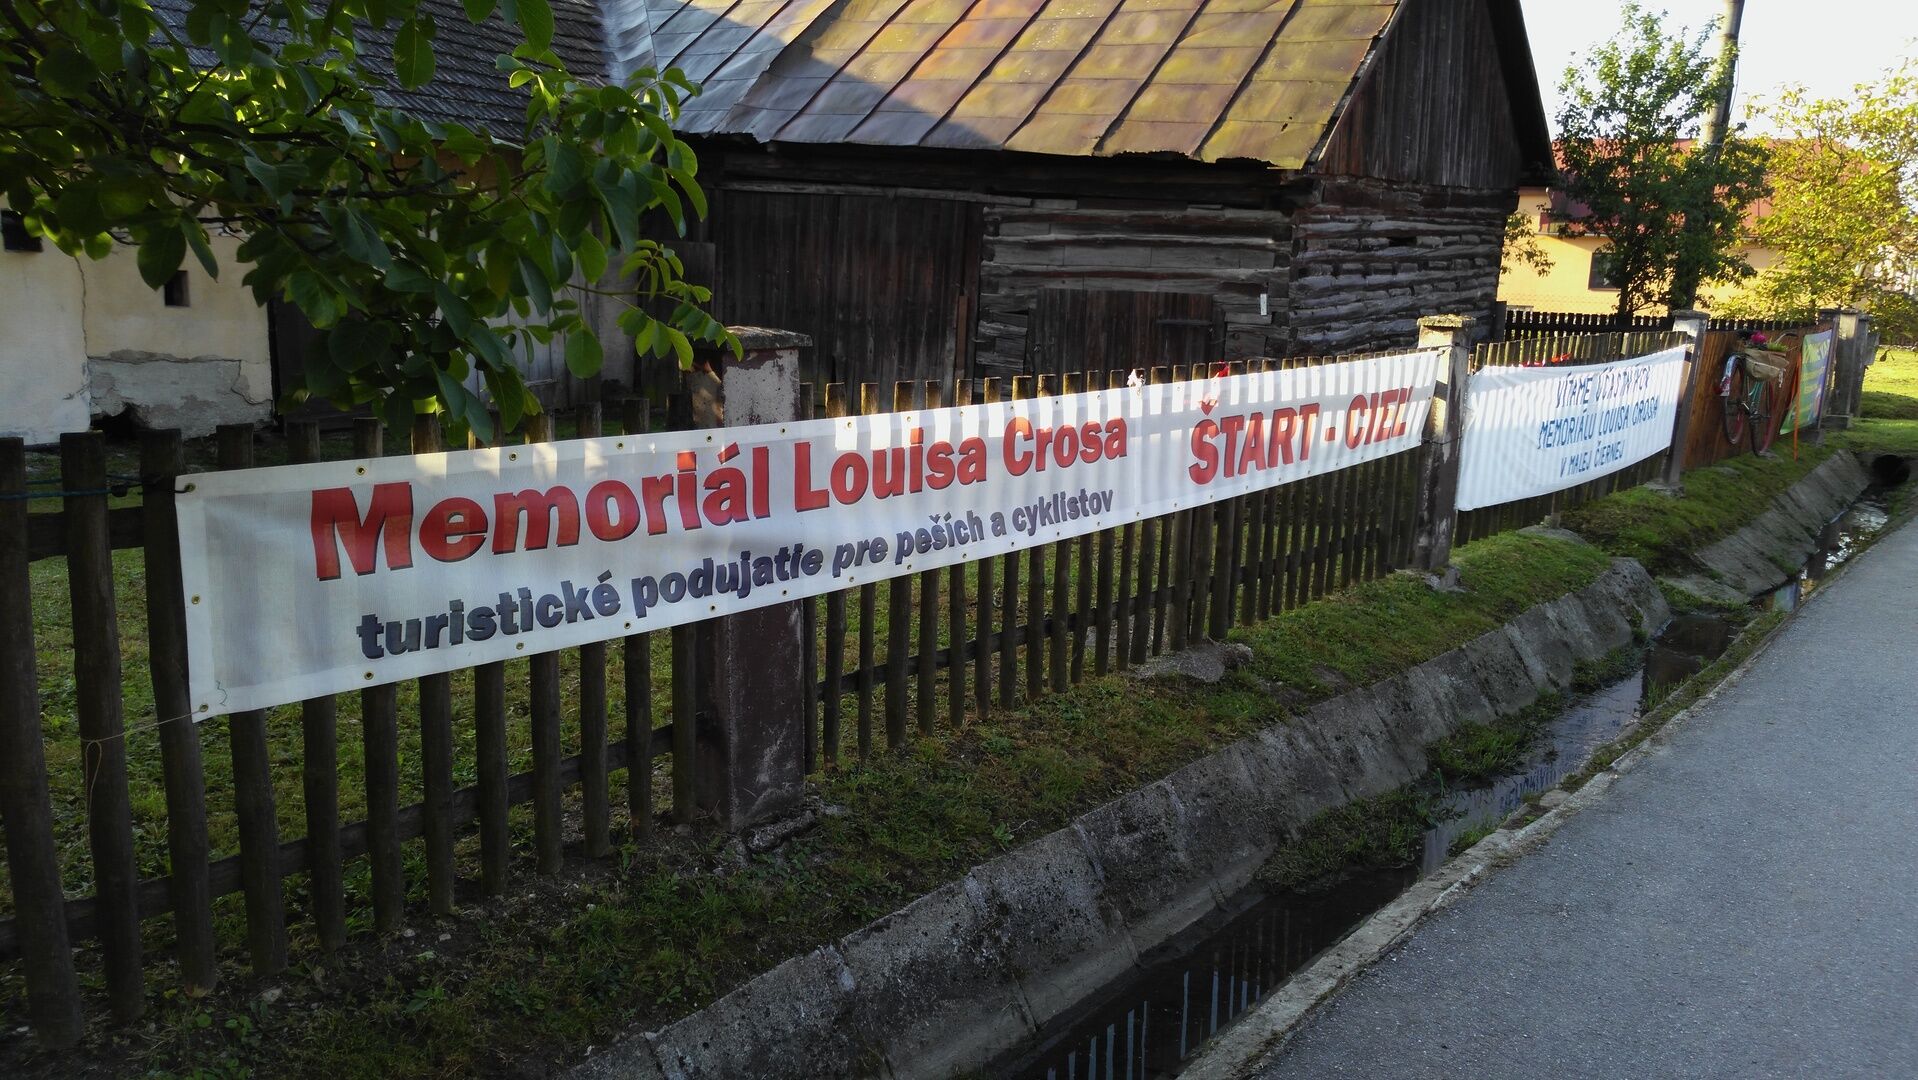 Memoriál Louisa Crosa
turistické podujatie pre peších a cyklistov
ŠTART - CIEĽ
VÍTAME ÚČASTNÍKOV
MEMORIÁLU LOUISA CROSA
V MALEJ ČIERNEJ